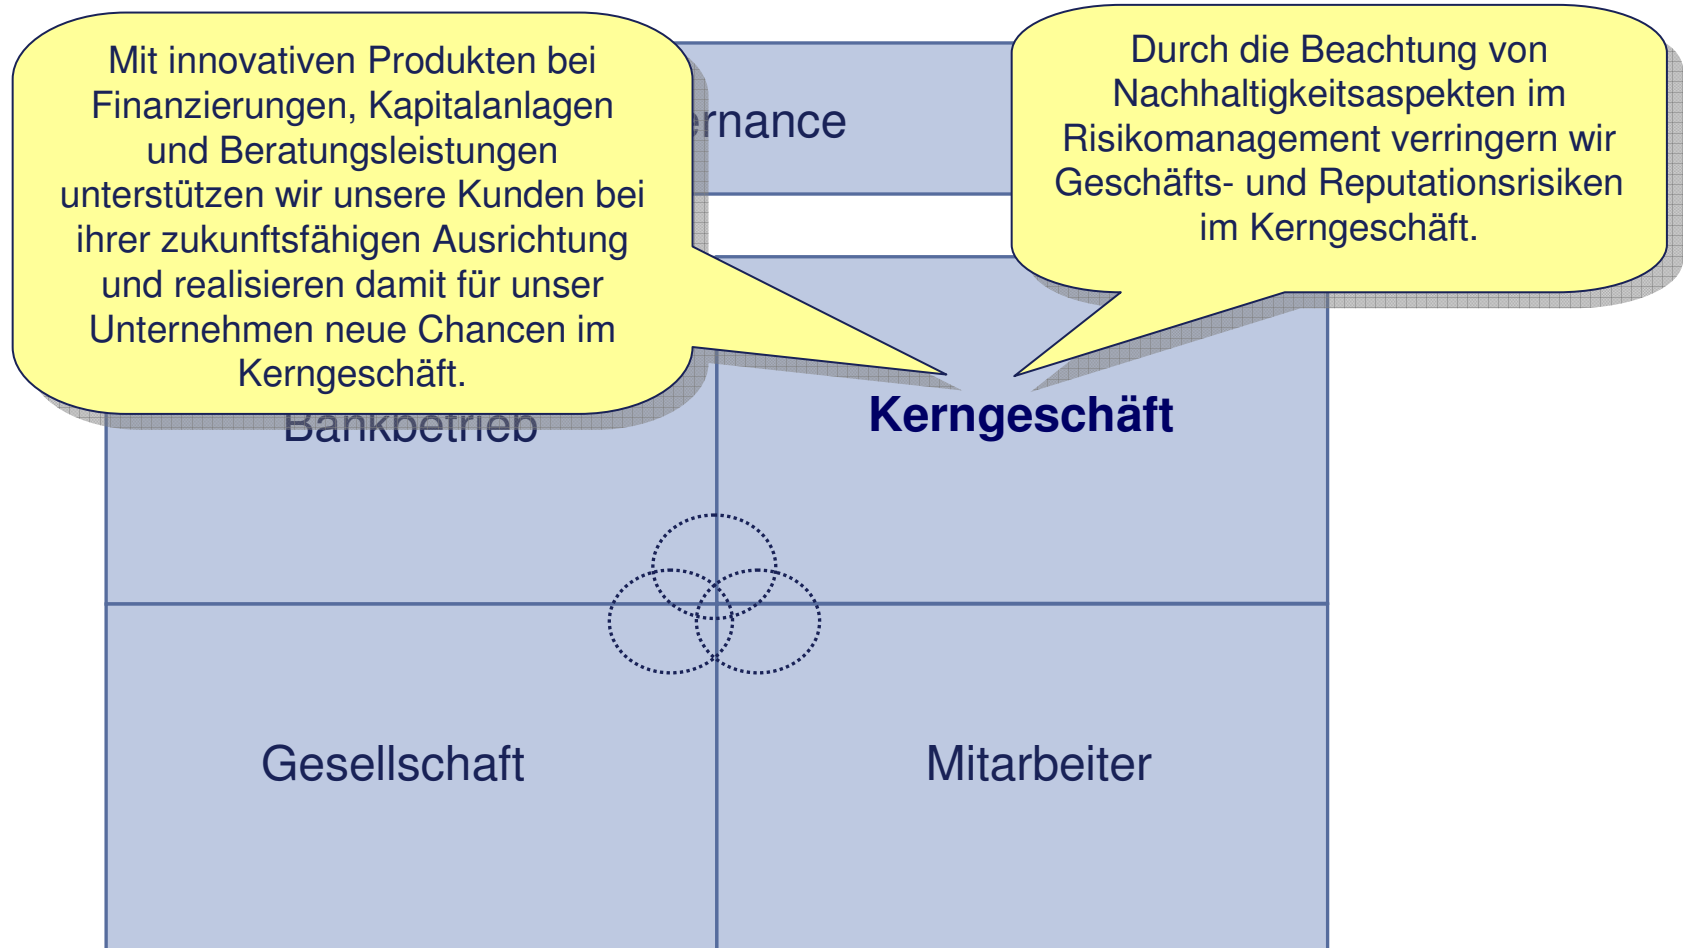 Mit innovativen Produkten bei
Finanzierungen, Kapitalanlagen
und Beratungsleistungen
unterstützen wir unsere Kunden bei
ihrer zukunftsfähigen Ausrichtung
und realisieren damit für unser
Unternehmen neue Chancen im
Kerngeschäft.
Durch die Beachtung von
Nachhaltigkeitsaspekten im
Risikomanagement verringern wir
Geschäfts- und Reputationsrisiken
im Kerngeschäft.
ernance
Bankbetrieb
Kerngeschäft
Gesellschaft
Mitarbeiter